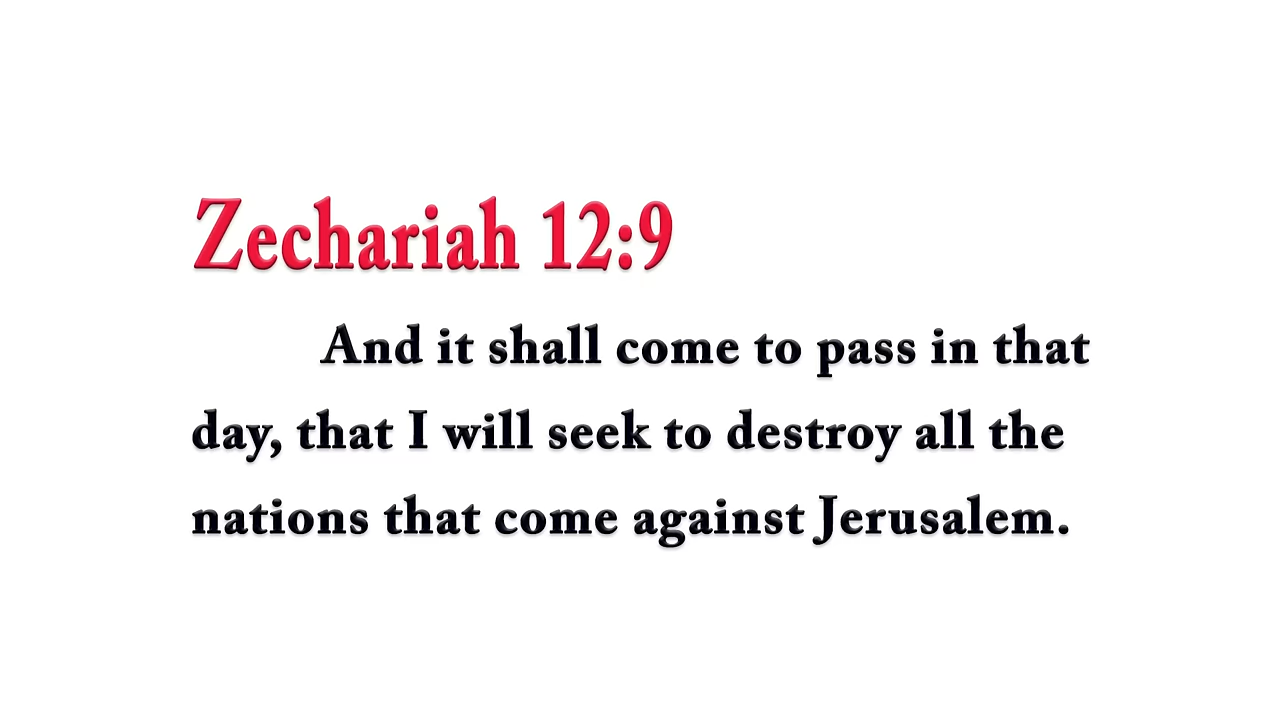 Zechariah 12:9
And it shall come to pass in that
day, that I will seek to destroy all the
nations that come against Jerusalem.